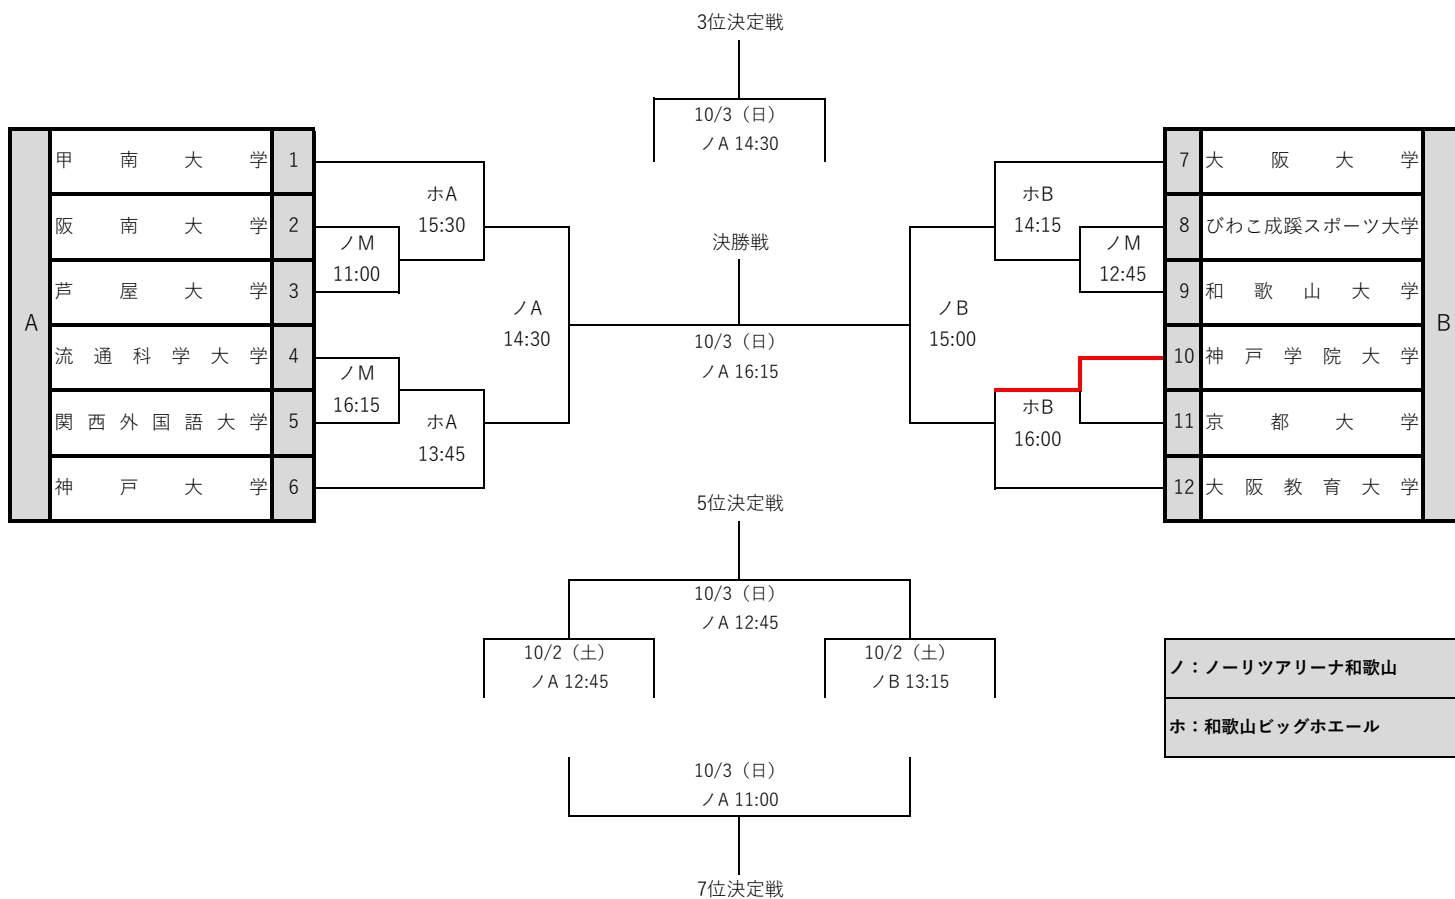 3位決定戦
10/3（日）
ノA 14:30
A
甲南大学 1
阪南大学 2
芦屋大学 3
流通科学大学 4
関西外国語大学 5
神戸大学 6
ホA
15:30
ノM
11:00
ノM
16:15
ホA
13:45
ノA
14:30
決勝戦
10/3（日）
ノA 16:15
ノB
15:00
ホB
14:15
ノM
12:45
ホB
16:00
7 大阪大学
8 びわこ成蹊スポーツ大学
9 和歌山大学
10 神戸学院大学
11 京都大学
12 大阪教育大学
B
5位決定戦
10/3（日）
ノA 12:45
10/2（土）
ノA 12:45
10/2（土）
ノB 13:15
10/3（日）
ノA 11:00
7位決定戦
ノ：ノーリツアリーナ和歌山
ホ：和歌山ビッグホエール